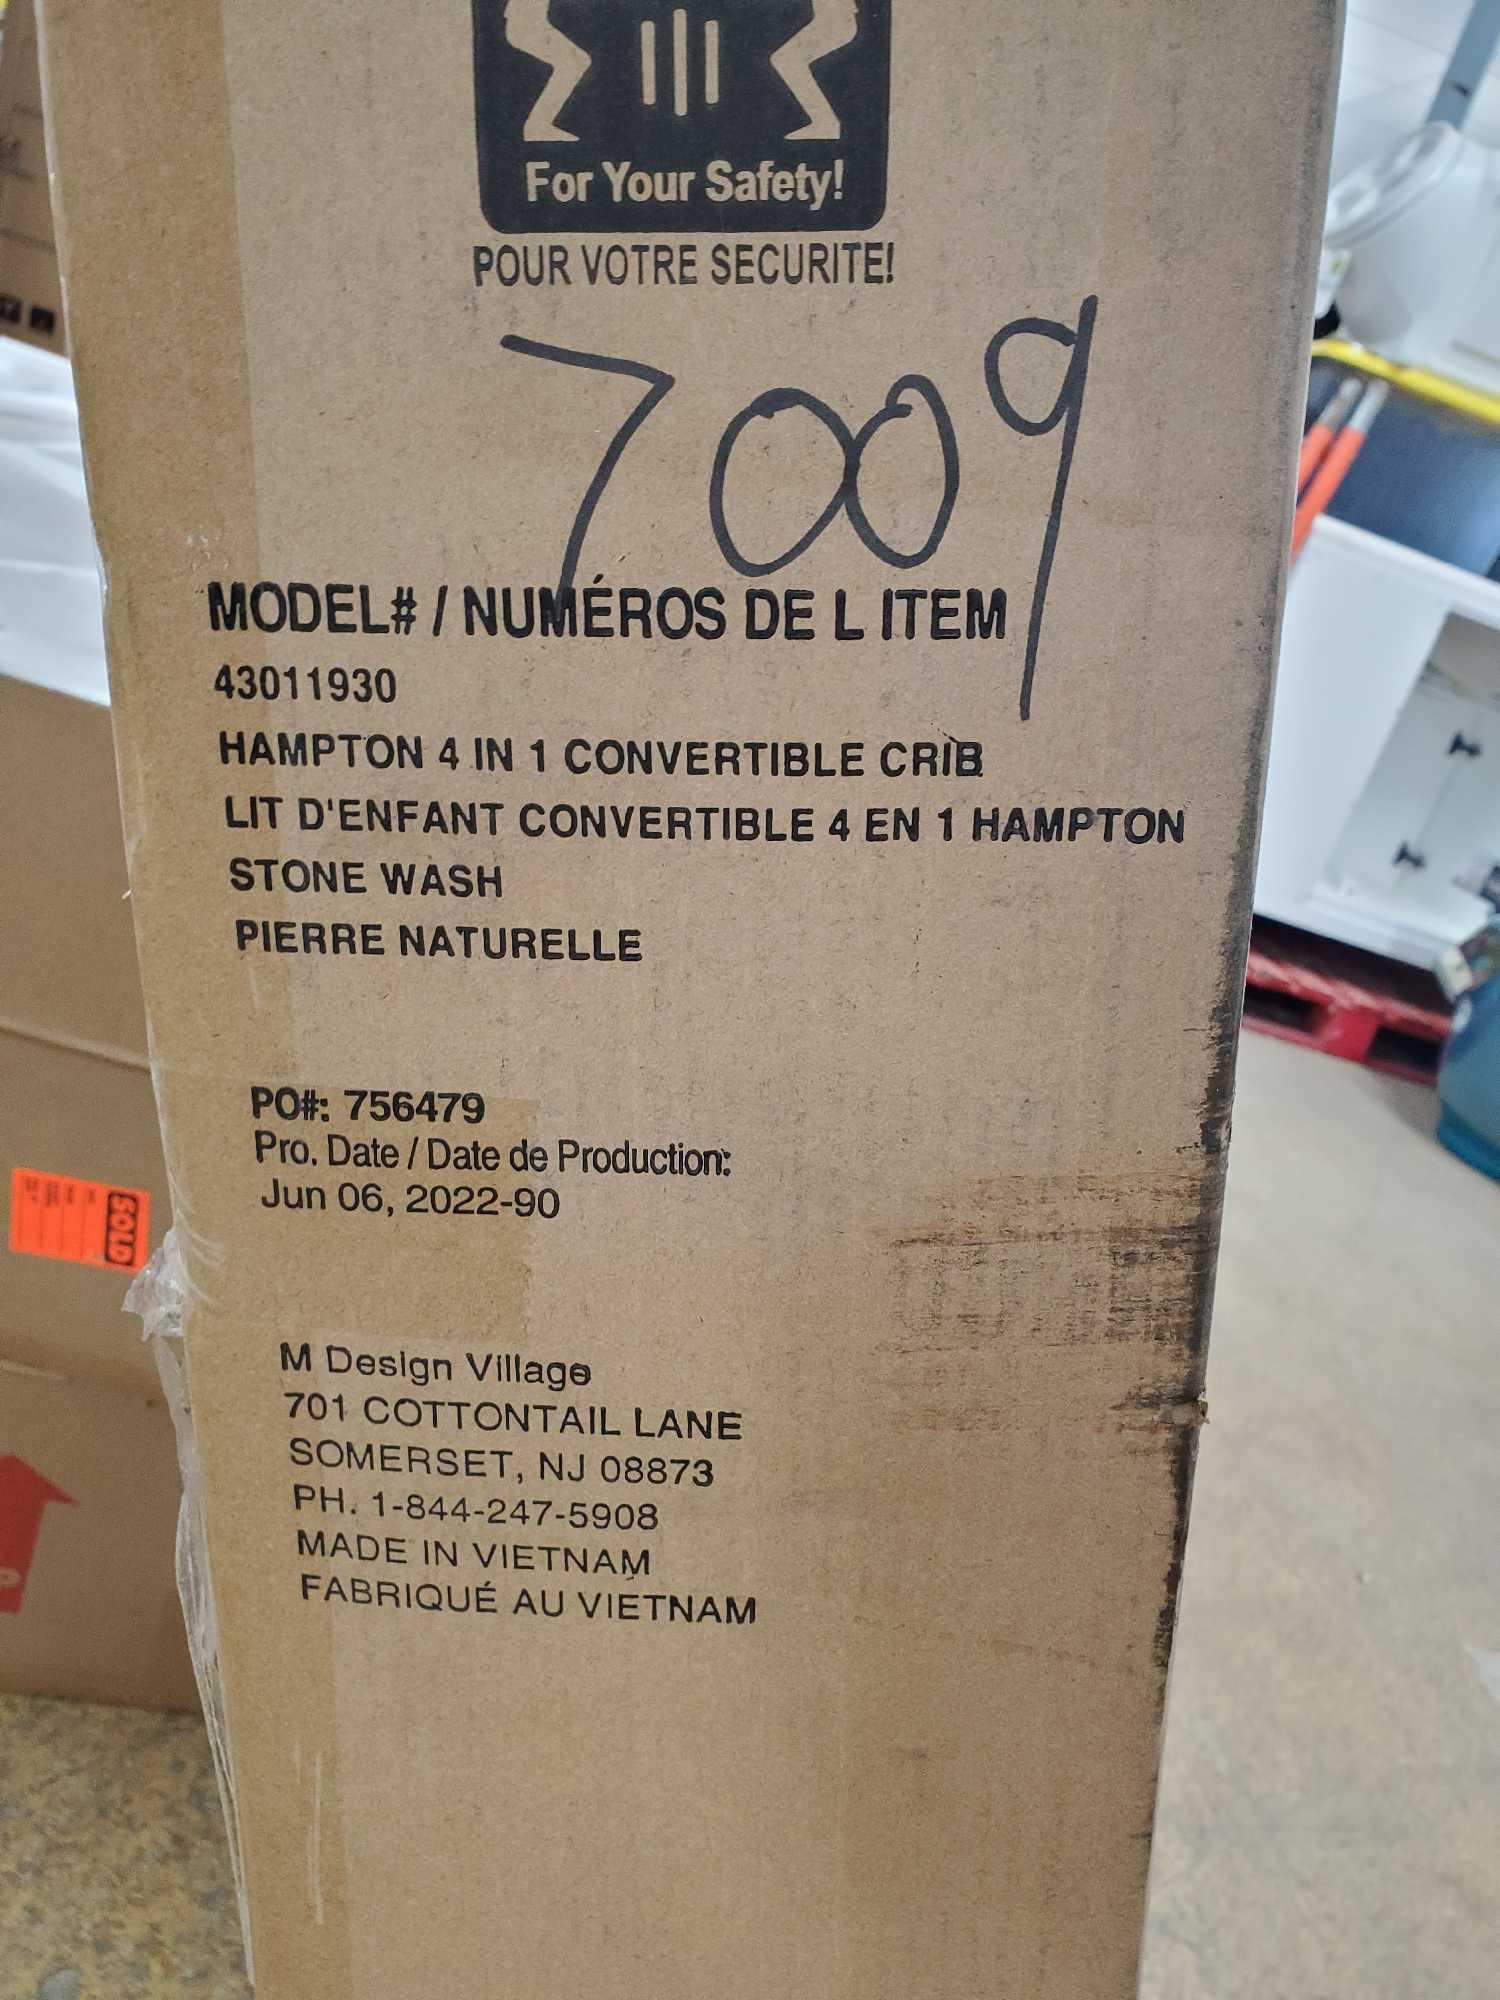 For Your Safety!
POUR VOTRE SECURITE!
7009
MODEL# / NUMÉROS DE L ITEM
43011930
HAMPTON 4 IN 1 CONVERTIBLE CRIB
LIT D'ENFANT CONVERTIBLE 4 EN 1 HAMPTON
STONE WASH
PIERRE NATURELLE
PO#: 756479
Pro. Date / Date de Production:
Jun 06, 2022-90
SOLD
M Design Village
701 COTTONTAIL LANE
SOMERSET, NJ 08873
PH. 1-844-247-5908
MADE IN VIETNAM
FABRIQUÉ AU VIETNAM